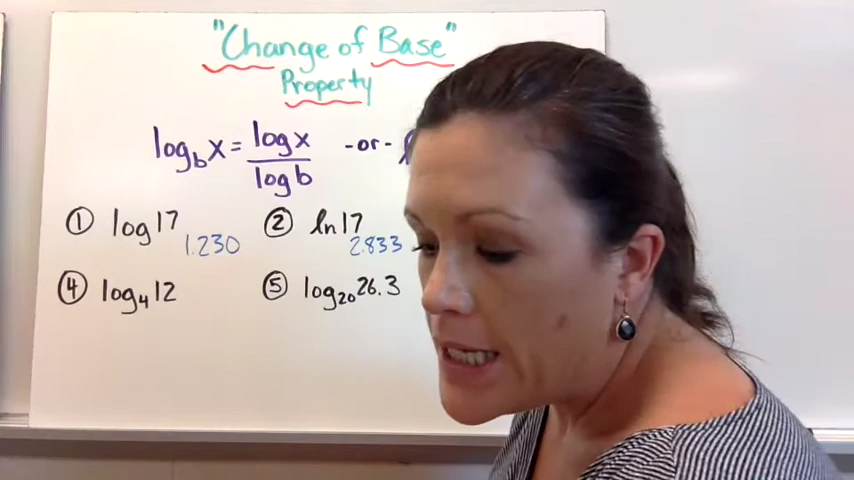 "Change of Base"
Property
log_b x = log x / log b -or-
① log 17 1.230 ② ln 17 2.833
④ log_4 12 ⑤ log_20 26.3